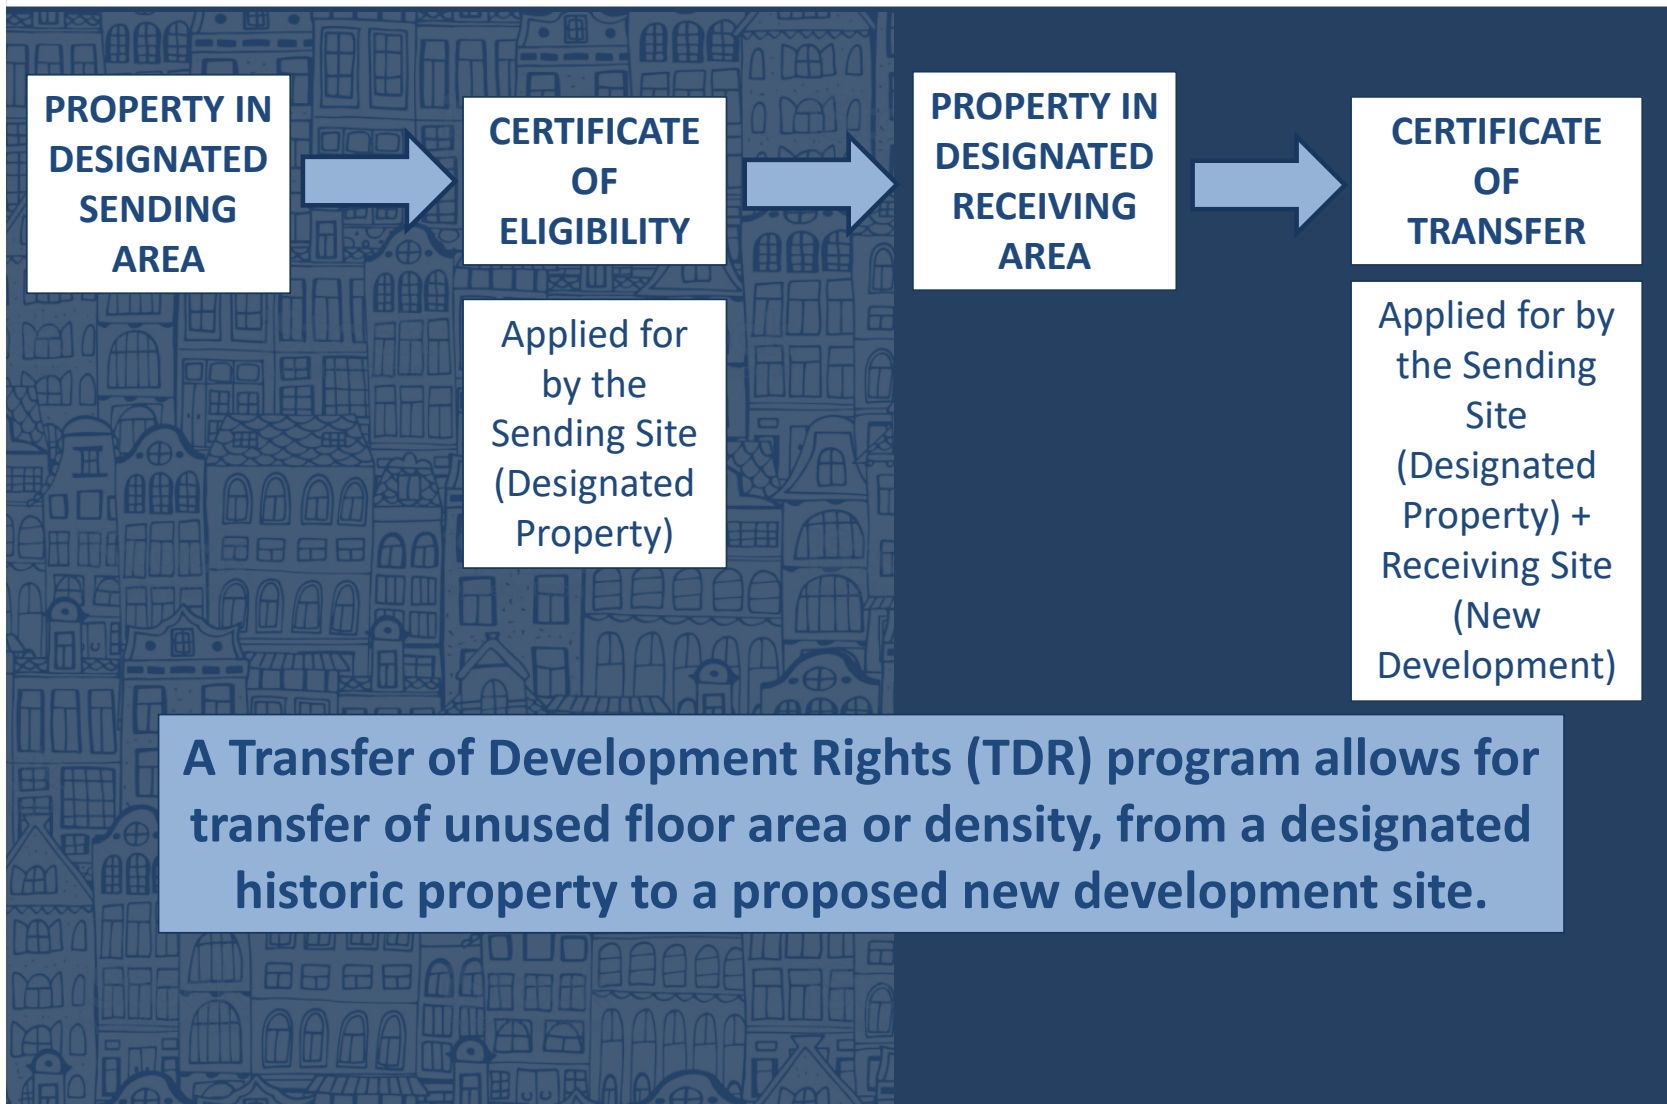 PROPERTY IN
DESIGNATED
SENDING
AREA
CERTIFICATE
OF
ELIGIBILITY
Applied for
by the
Sending Site
(Designated
Property)
PROPERTY IN
DESIGNATED
RECEIVING
AREA
CERTIFICATE
OF
TRANSFER
Applied for by
the Sending
Site
(Designated
Property) +
Receiving Site
(New
Development)
A Transfer of Development Rights (TDR) program allows for
transfer of unused floor area or density, from a designated
historic property to a proposed new development site.